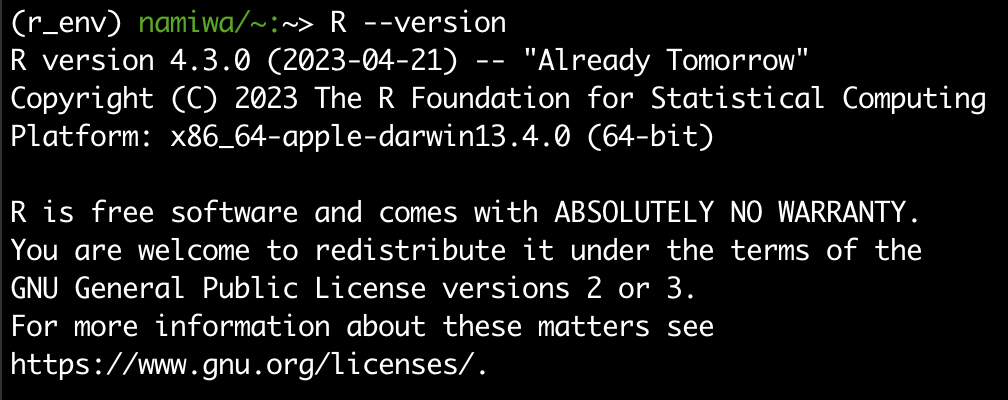 (r_env) namiwa/~:~> R --version
R version 4.3.0 (2023-04-21) -- "Already Tomorrow"
Copyright (C) 2023 The R Foundation for Statistical Computing
Platform: x86_64-apple-darwin13.4.0 (64-bit)

R is free software and comes with ABSOLUTELY NO WARRANTY.
You are welcome to redistribute it under the terms of the
GNU General Public License versions 2 or 3.
For more information about these matters see
https://www.gnu.org/licenses/.